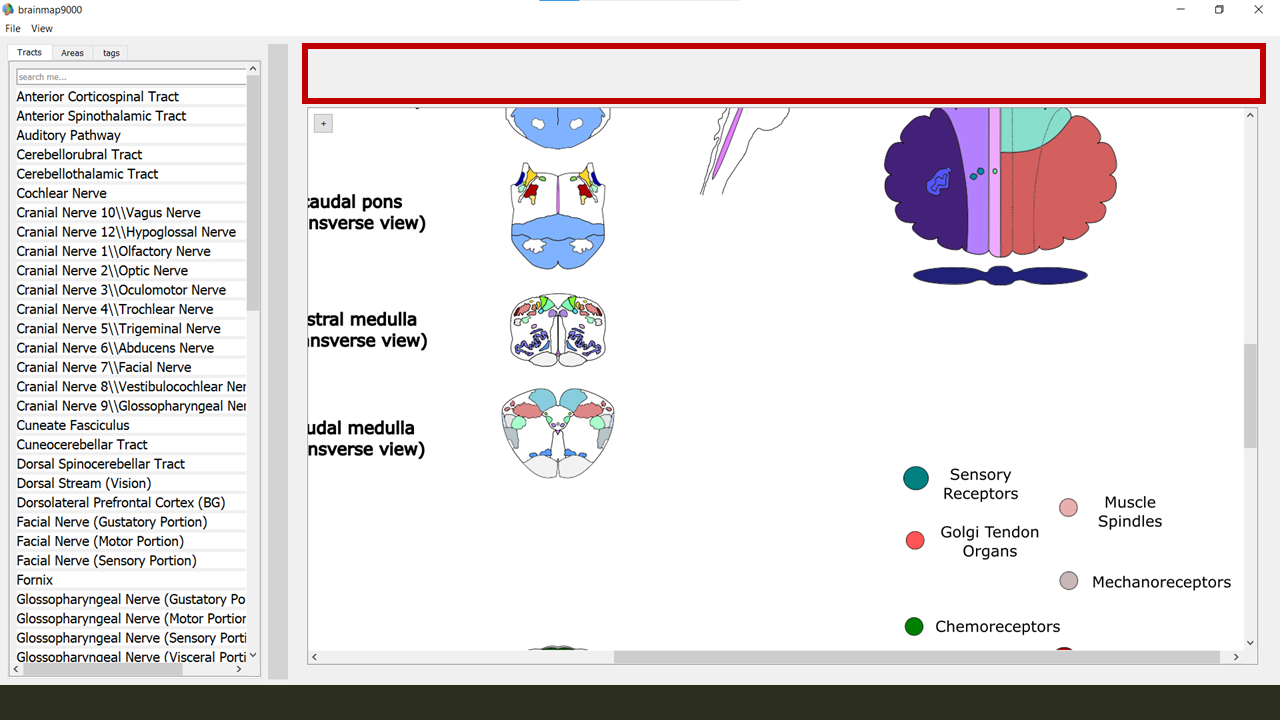 brainmap9000
File View
Tracts Areas tags
search me...
Anterior Corticospinal Tract
Anterior Spinothalamic Tract
Auditory Pathway
Cerebellorubral Tract
Cerebellothalamic Tract
Cochlear Nerve
Cranial Nerve 10\\Vagus Nerve
Cranial Nerve 12\\Hypoglossal Nerve
Cranial Nerve 1\\Olfactory Nerve
Cranial Nerve 2\\Optic Nerve
Cranial Nerve 3\\Oculomotor Nerve
Cranial Nerve 4\\Trochlear Nerve
Cranial Nerve 5\\Trigeminal Nerve
Cranial Nerve 6\\Abducens Nerve
Cranial Nerve 7\\Facial Nerve
Cranial Nerve 8\\Vestibulocochlear Ner
Cranial Nerve 9\\Glossopharyngeal Ner
Cuneate Fasciculus
Cuneocerebellar Tract
Dorsal Spinocerebellar Tract
Dorsal Stream (Vision)
Dorsolateral Prefrontal Cortex (BG)
Facial Nerve (Gustatory Portion)
Facial Nerve (Motor Portion)
Facial Nerve (Sensory Portion)
Fornix
Glossopharyngeal Nerve (Gustatory Po
Glossopharyngeal Nerve (Motor Portior
Glossopharyngeal Nerve (Sensory Porti
Glossopharyngeal Nerve (Visceral Porti
+
caudal pons
nsverse view)
stral medulla
ansverse view)
udal medulla
nsverse view)
Sensory
Receptors
Muscle
Spindles
Golgi Tendon
Organs
Mechanoreceptors
Chemoreceptors